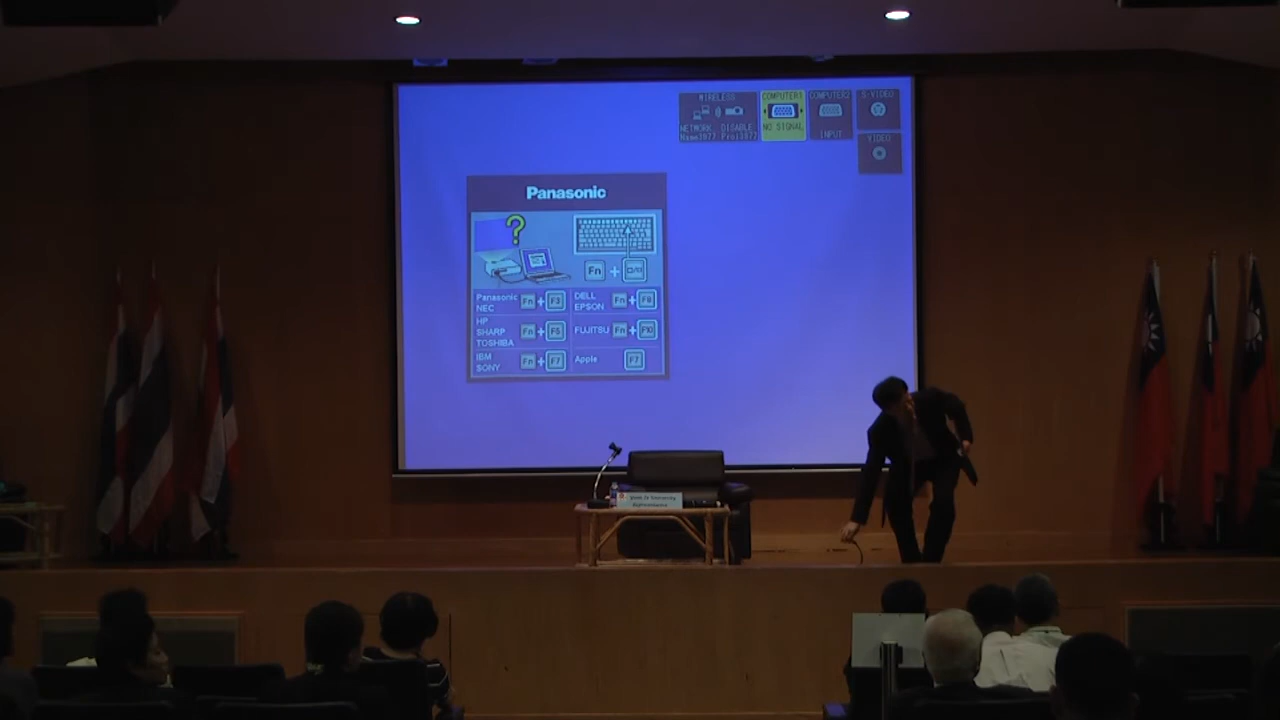 WIRELESS
NETWORK DISABLE
COMPUTER1
NO SIGNAL
COMPUTER2
INPUT
S-VIDEO
VIDEO
Panasonic
?
Fn +
Panasonic
NEC
Fn + F3
DELL
EPSON
Fn + F8
HP
SHARP
TOSHIBA
Fn + F5
FUJITSU
Fn + F10
IBM
SONY
Fn + F7
Apple
F7